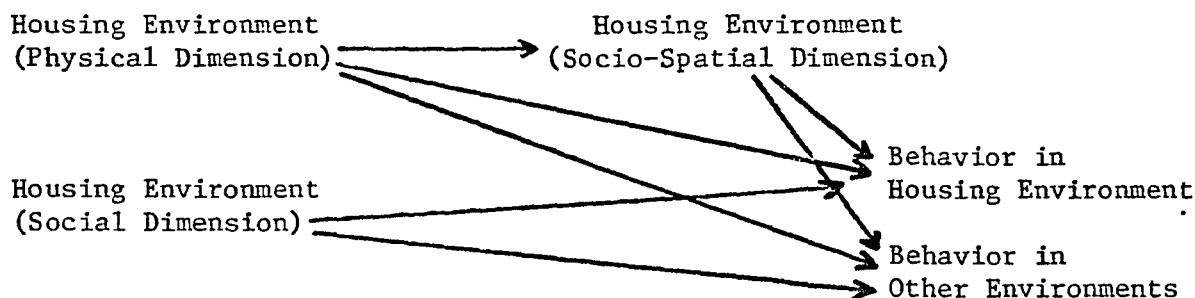 Housing Environment
(Physical Dimension)
Housing Environment
(Socio-Spatial Dimension)
Housing Environment
(Social Dimension)
Behavior in
Housing Environment
Behavior in
Other Environments